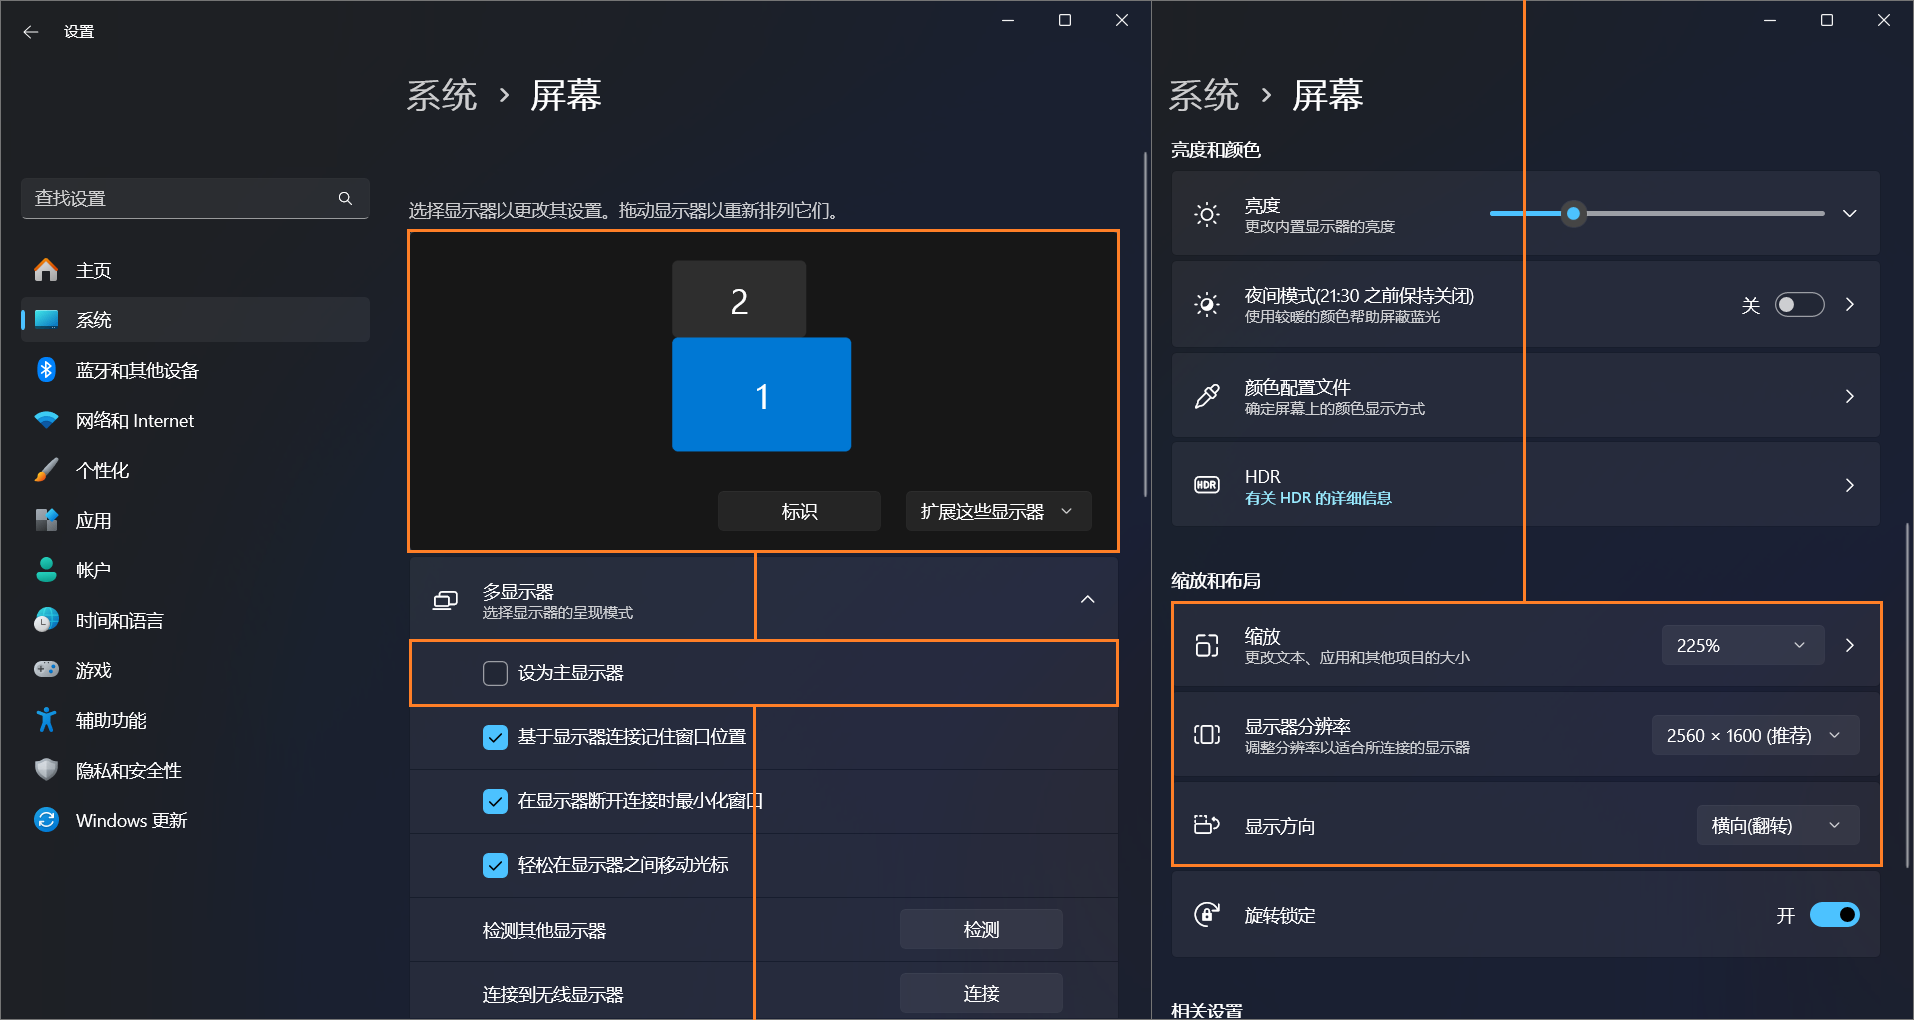 设置
系统 › 屏幕
查找设置
主页
系统
蓝牙和其他设备
网络和 Internet
个性化
应用
帐户
时间和语言
游戏
辅助功能
隐私和安全性
Windows 更新
选择显示器以更改其设置。拖动显示器以重新排列它们。
2
1
标识
扩展这些显示器
多显示器
选择显示器的呈现模式
设为主显示器
基于显示器连接记住窗口位置
在显示器断开连接时最小化窗口
轻松在显示器之间移动光标
检测其他显示器
检测
连接到无线显示器
连接
系统 › 屏幕
亮度和颜色
亮度
更改内置显示器的亮度
夜间模式(21:30 之前保持关闭)
使用较暖的颜色帮助屏蔽蓝光
关
颜色配置文件
确定屏幕上的颜色显示方式
HDR
HDR
有关 HDR 的详细信息
缩放和布局
缩放
更改文本、应用和其他项目的大小
225%
显示器分辨率
调整分辨率以适合所连接的显示器
2560 × 1600 (推荐)
显示方向
横向(翻转)
旋转锁定
开
相关设置